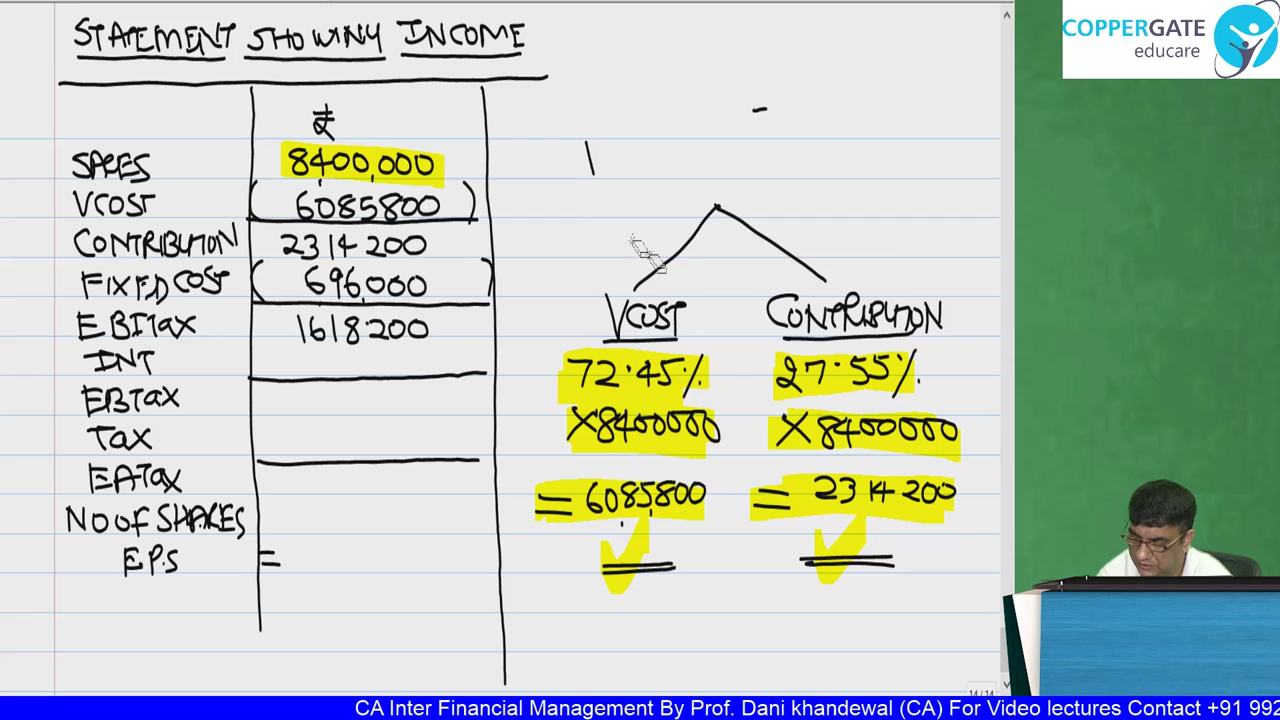 STATEMENT SHOWING INCOME
COPPERGATE
educare
₹
SALES 8400,000
VCOST (6085800)
CONTRIBUTION 2314200
FIXED COST (696,000)
EBITax 1618200
INT
EBTax
Tax
EATax
NO OF SHARES
E.P.S =
VCOST CONTRIBUTION
72.45% 27.55%
X8400000 X8400000
= 6085800 = 2314200
14 / 14
CA Inter Financial Management By Prof. Dani khandewal (CA) For Video lectures Contact +91 992